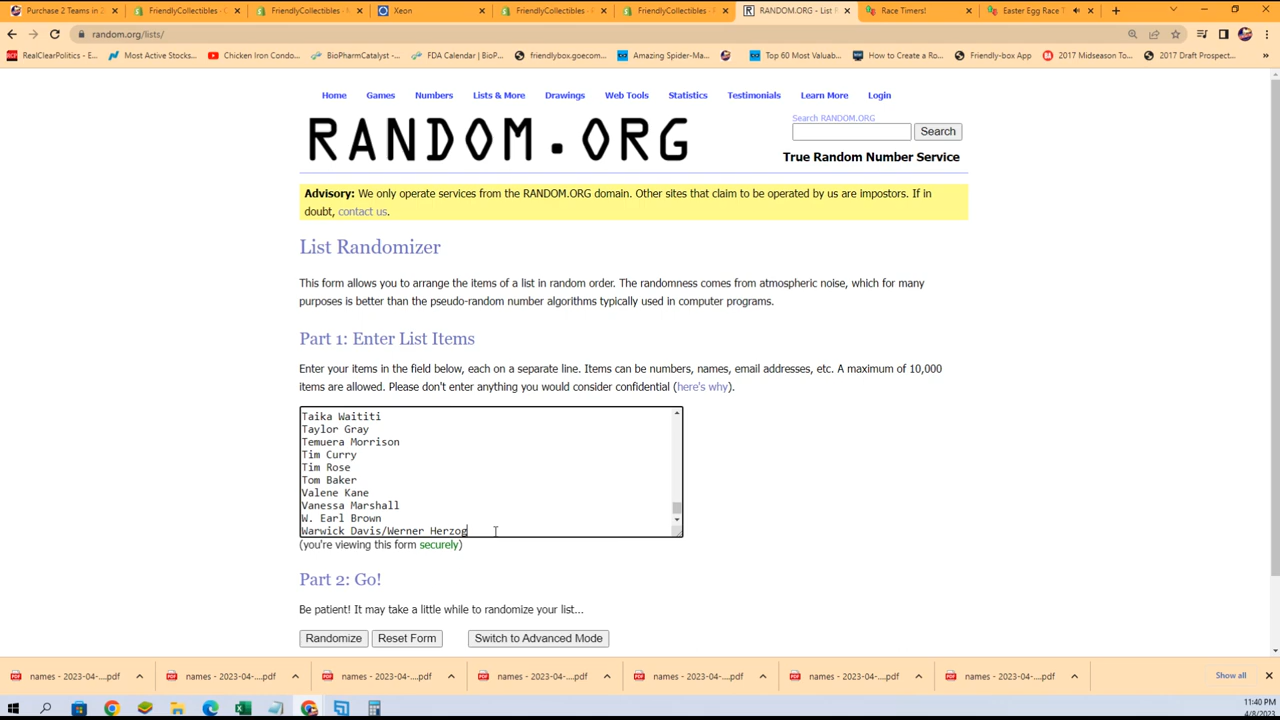 Purchase 2 Teams in 2
FriendlyCollectibles
FriendlyCollectibles
Xeon
FriendlyCollectibles
FriendlyCollectibles
RANDOM.ORG - List R
Race Timers!
Easter Egg Race T
random.org/lists/
RealClearPolitics - E...
Most Active Stocks...
Chicken Iron Condo...
BioPharmCatalyst -...
FDA Calendar | BioP...
friendlybox.goecom...
Amazing Spider-Ma...
Top 60 Most Valuab...
How to Create a Ro...
Friendly-box App
2017 Midseason To...
2017 Draft Prospect...
»
Home Games Numbers Lists & More Drawings Web Tools Statistics Testimonials Learn More Login
Search RANDOM.ORG
Search
RANDOM.ORG
True Random Number Service
Advisory: We only operate services from the RANDOM.ORG domain. Other sites that claim to be operated by us are impostors. If in
doubt, contact us.
List Randomizer
This form allows you to arrange the items of a list in random order. The randomness comes from atmospheric noise, which for many
purposes is better than the pseudo-random number algorithms typically used in computer programs.
Part 1: Enter List Items
Enter your items in the field below, each on a separate line. Items can be numbers, names, email addresses, etc. A maximum of 10,000
items are allowed. Please don't enter anything you would consider confidential (here's why).
Taika Waititi
Taylor Gray
Temuera Morrison
Tim Curry
Tim Rose
Tom Baker
Valene Kane
Vanessa Marshall
W. Earl Brown
Warwick Davis/Werner Herzog
(you're viewing this form securely)
Part 2: Go!
Be patient! It may take a little while to randomize your list...
Randomize Reset Form Switch to Advanced Mode
names - 2023-04-....pdf
names - 2023-04-....pdf
names - 2023-04-....pdf
names - 2023-04-....pdf
names - 2023-04-....pdf
names - 2023-04-....pdf
names - 2023-04-....pdf
Show all
11:40 PM
4/8/2023